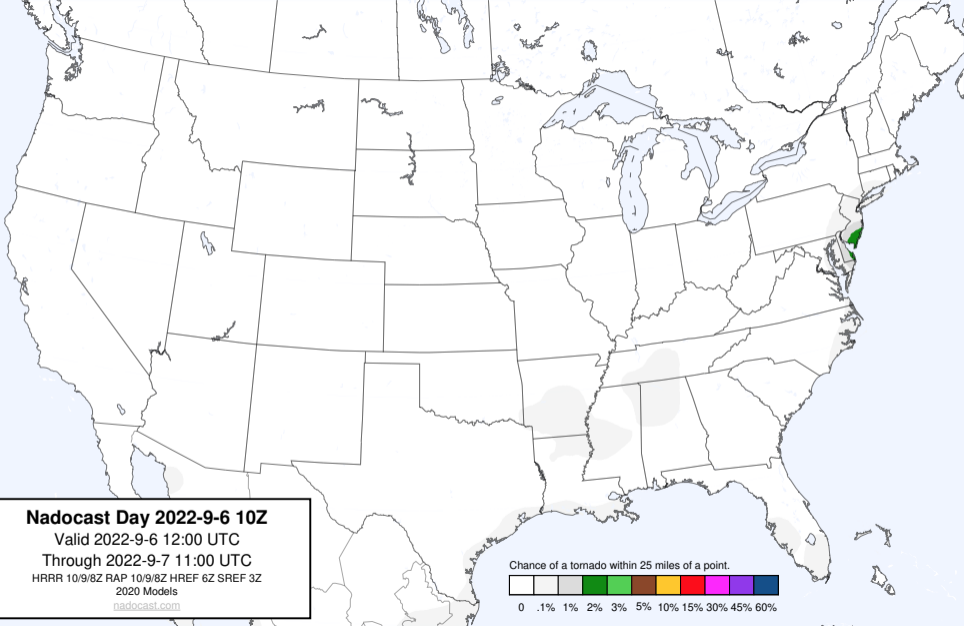 Nadocast Day 2022-9-6 10Z
Valid 2022-9-6 12:00 UTC
Through 2022-9-7 11:00 UTC
HRRR 10/9/8Z RAP 10/9/8Z HREF 6Z SREF 3Z
2020 Models
nadocast.com
Chance of a tornado within 25 miles of a point.
0 .1% 1% 2% 3% 5% 10% 15% 30% 45% 60%